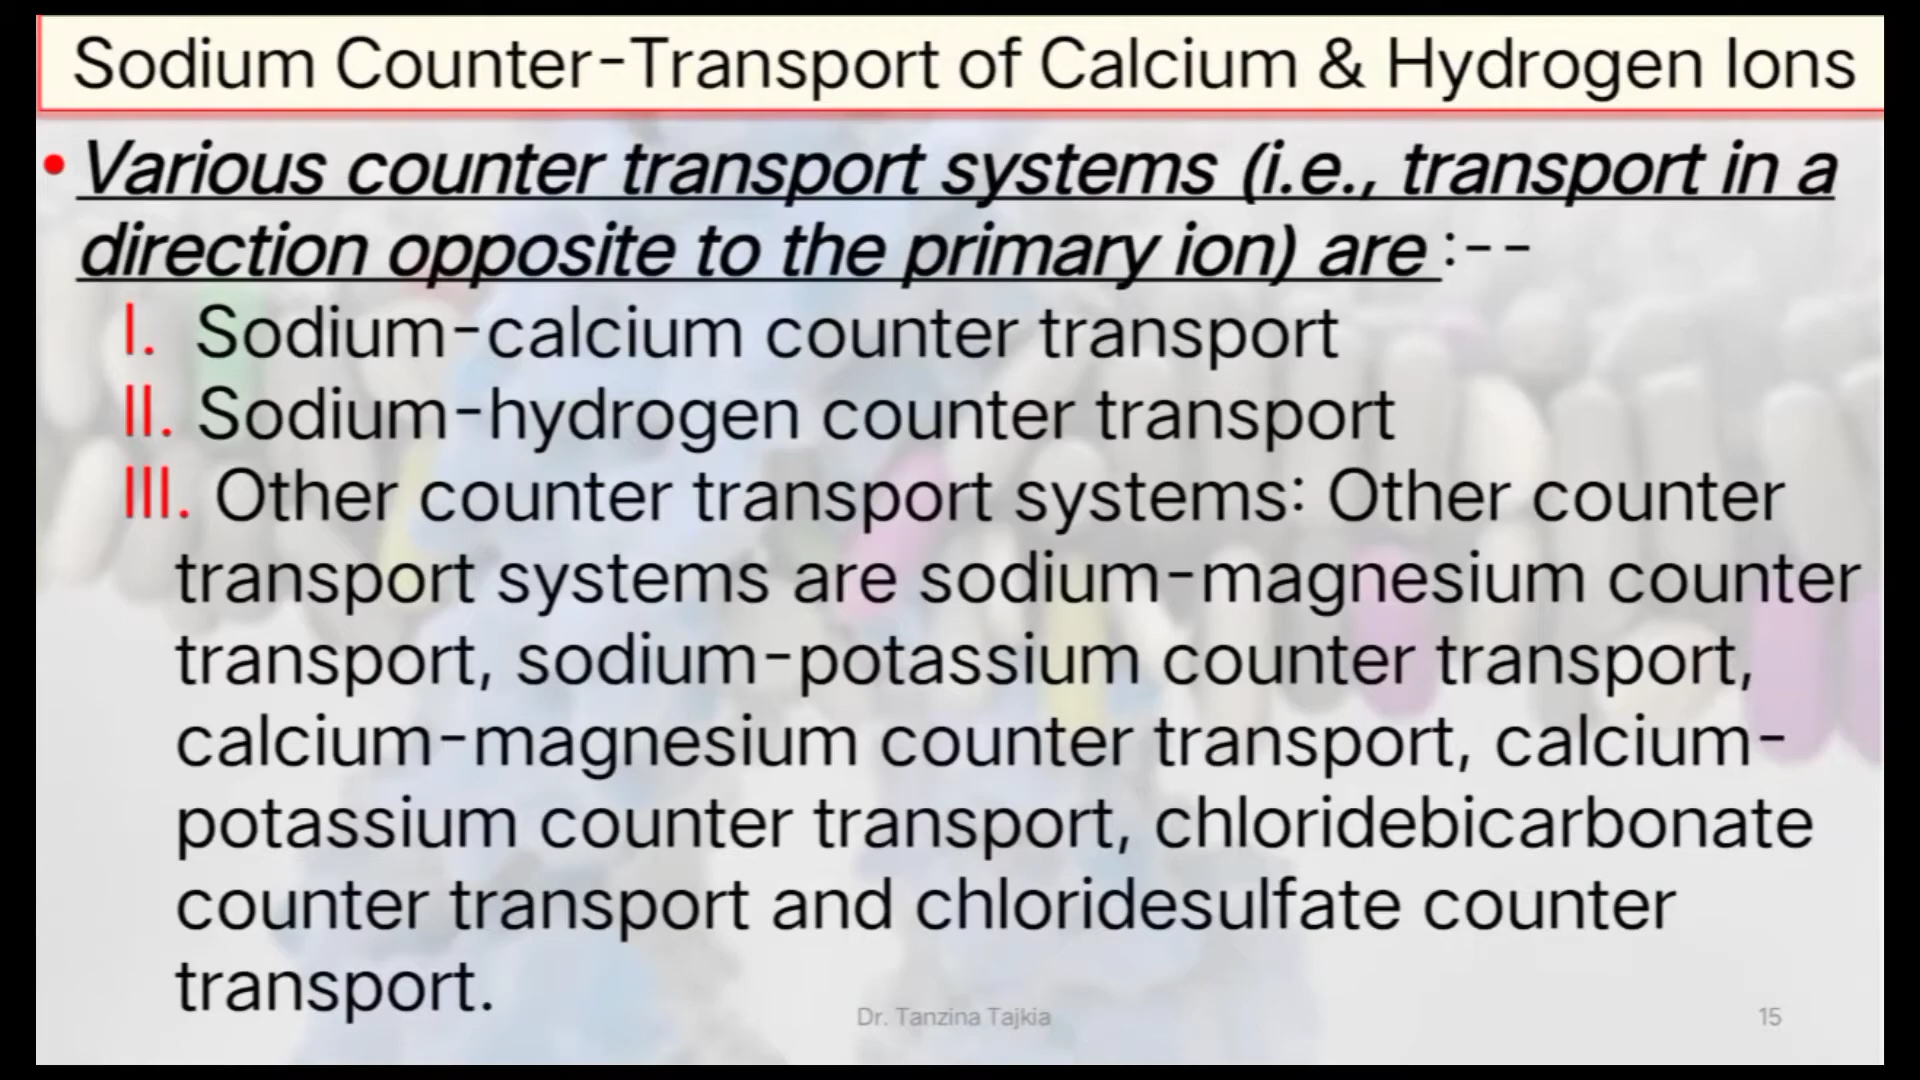 Sodium Counter-Transport of Calcium & Hydrogen Ions
• Various counter transport systems (i.e., transport in a
direction opposite to the primary ion) are :--
I. Sodium-calcium counter transport
II. Sodium-hydrogen counter transport
III. Other counter transport systems: Other counter
transport systems are sodium-magnesium counter
transport, sodium-potassium counter transport,
calcium-magnesium counter transport, calcium-
potassium counter transport, chloridebicarbonate
counter transport and chloridesulfate counter
transport.
Dr. Tanzina Tajkia
15